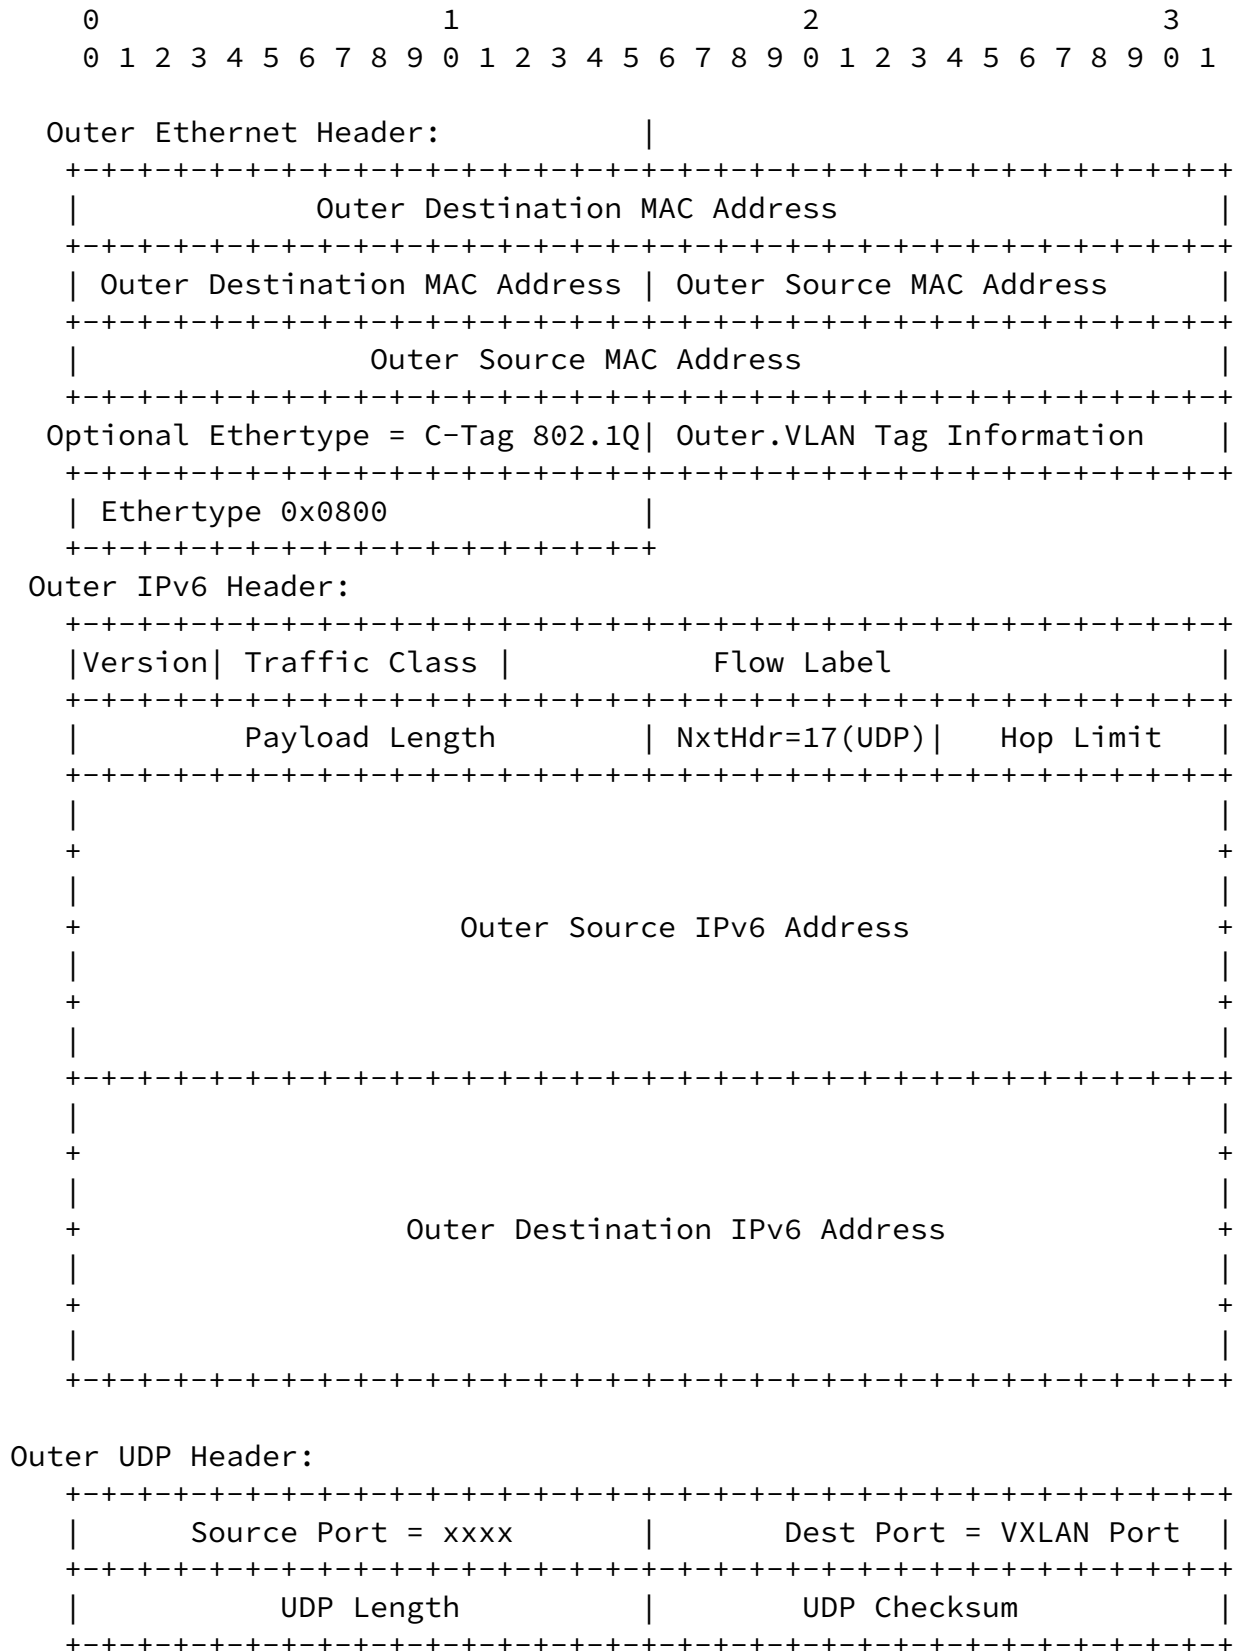 0                   1                   2                   3
    0 1 2 3 4 5 6 7 8 9 0 1 2 3 4 5 6 7 8 9 0 1 2 3 4 5 6 7 8 9 0 1

  Outer Ethernet Header:           |
   +-+-+-+-+-+-+-+-+-+-+-+-+-+-+-+-+-+-+-+-+-+-+-+-+-+-+-+-+-+-+-+-+
   |             Outer Destination MAC Address                     |
   +-+-+-+-+-+-+-+-+-+-+-+-+-+-+-+-+-+-+-+-+-+-+-+-+-+-+-+-+-+-+-+-+
   | Outer Destination MAC Address | Outer Source MAC Address      |
   +-+-+-+-+-+-+-+-+-+-+-+-+-+-+-+-+-+-+-+-+-+-+-+-+-+-+-+-+-+-+-+-+
   |                Outer Source MAC Address                       |
   +-+-+-+-+-+-+-+-+-+-+-+-+-+-+-+-+-+-+-+-+-+-+-+-+-+-+-+-+-+-+-+-+
  Optional Ethertype = C-Tag 802.1Q| Outer.VLAN Tag Information    |
   +-+-+-+-+-+-+-+-+-+-+-+-+-+-+-+-+-+-+-+-+-+-+-+-+-+-+-+-+-+-+-+-+
   | Ethertype 0x0800              |
   +-+-+-+-+-+-+-+-+-+-+-+-+-+-+-+-+
 Outer IPv6 Header:
   +-+-+-+-+-+-+-+-+-+-+-+-+-+-+-+-+-+-+-+-+-+-+-+-+-+-+-+-+-+-+-+-+
   |Version| Traffic Class |           Flow Label                  |
   +-+-+-+-+-+-+-+-+-+-+-+-+-+-+-+-+-+-+-+-+-+-+-+-+-+-+-+-+-+-+-+-+
   |         Payload Length        | NxtHdr=17(UDP)|   Hop Limit   |
   +-+-+-+-+-+-+-+-+-+-+-+-+-+-+-+-+-+-+-+-+-+-+-+-+-+-+-+-+-+-+-+-+
   |                                                               |
   +                                                               +
   |                                                               |
   +                     Outer Source IPv6 Address                 +
   |                                                               |
   +                                                               +
   |                                                               |
   +-+-+-+-+-+-+-+-+-+-+-+-+-+-+-+-+-+-+-+-+-+-+-+-+-+-+-+-+-+-+-+-+
   |                                                               |
   +                                                               +
   |                                                               |
   +                  Outer Destination IPv6 Address               +
   |                                                               |
   +                                                               +
   |                                                               |
   +-+-+-+-+-+-+-+-+-+-+-+-+-+-+-+-+-+-+-+-+-+-+-+-+-+-+-+-+-+-+-+-+

Outer UDP Header:
   +-+-+-+-+-+-+-+-+-+-+-+-+-+-+-+-+-+-+-+-+-+-+-+-+-+-+-+-+-+-+-+-+
   |      Source Port = xxxx       |       Dest Port = VXLAN Port  |
   +-+-+-+-+-+-+-+-+-+-+-+-+-+-+-+-+-+-+-+-+-+-+-+-+-+-+-+-+-+-+-+-+
   |           UDP Length          |        UDP Checksum           |
   +-+-+-+-+-+-+-+-+-+-+-+-+-+-+-+-+-+-+-+-+-+-+-+-+-+-+-+-+-+-+-+-+